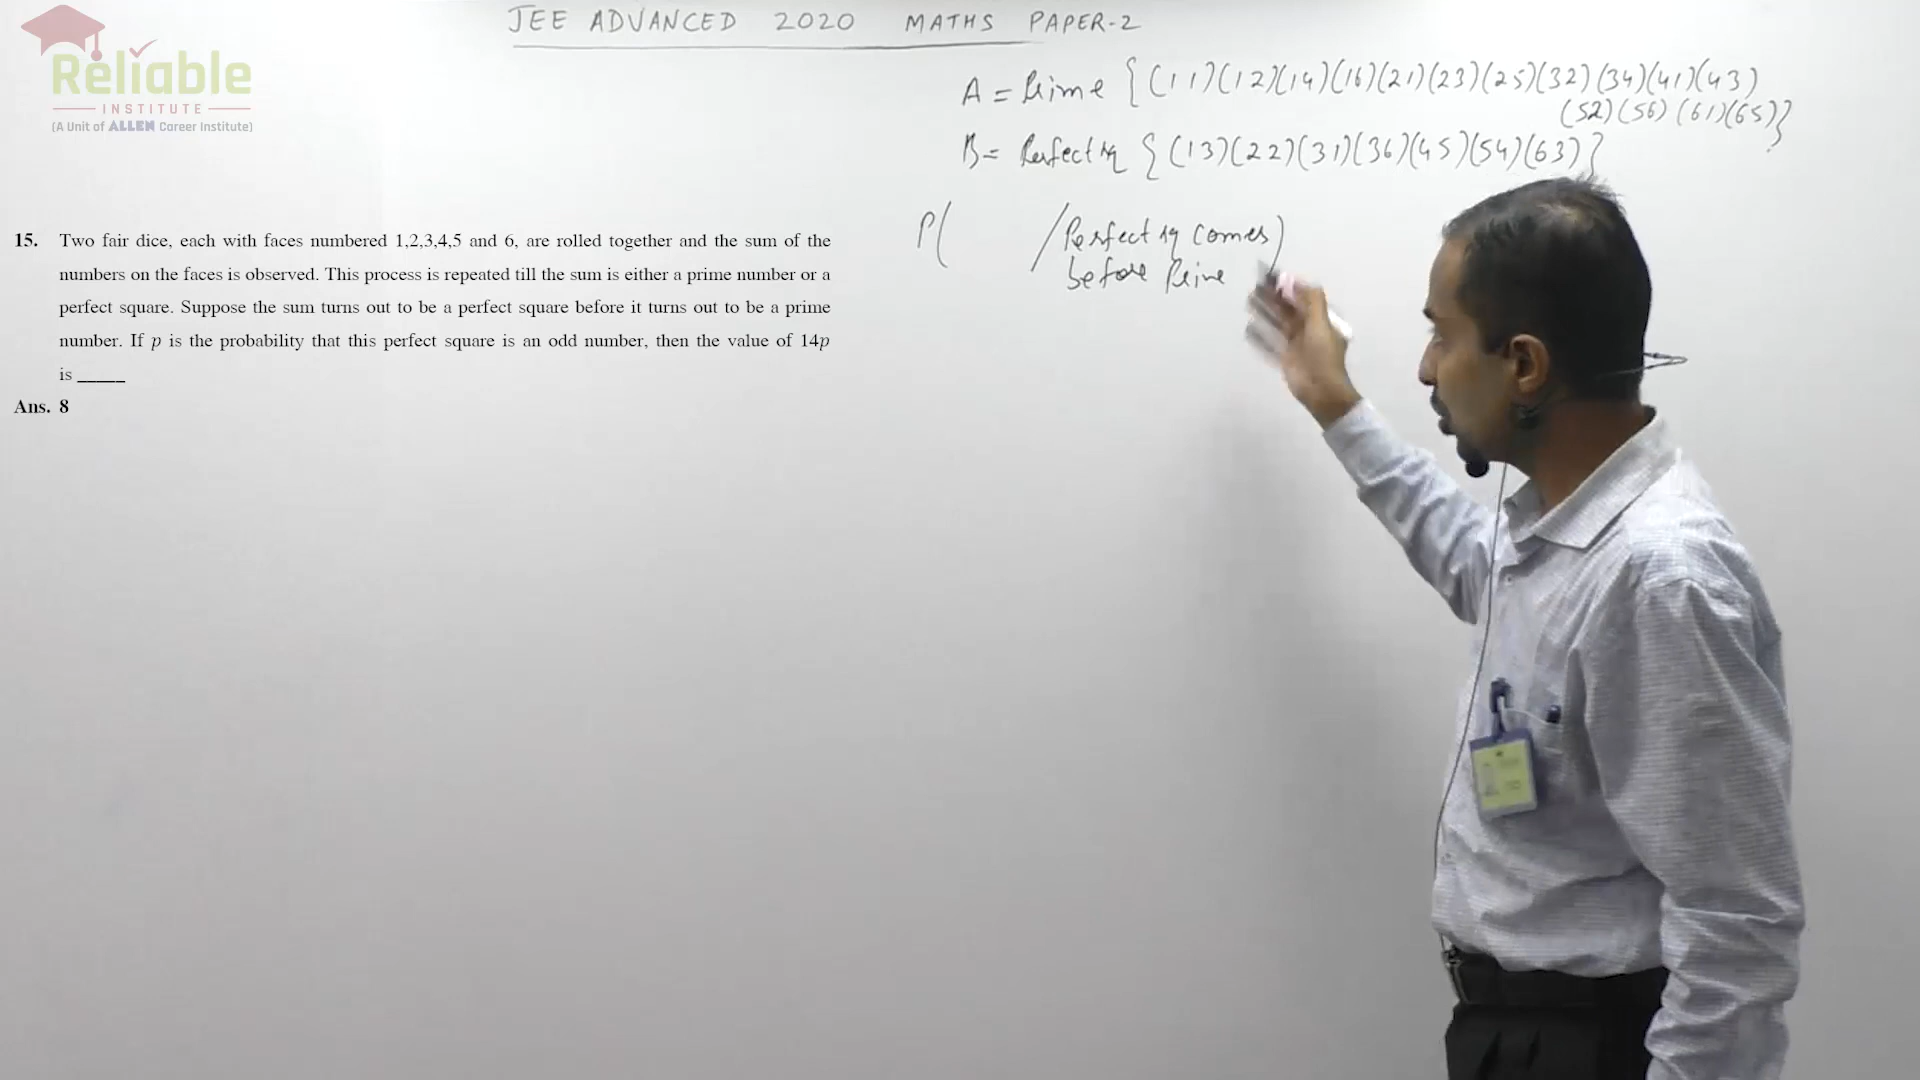 JEE ADVANCED 2020 MATHS PAPER-2
Reliable
INSTITUTE
(A Unit of ALLEN Career Institute)
A = Prime {(11)(12)(14)(16)(21)(23)(25)(32)(34)(41)(43)
(52)(56)(61)(65)}
B = Perfect sq {(13)(22)(31)(36)(45)(54)(63)}
P( / Perfect sq comes )
before Prime
15. Two fair dice, each with faces numbered 1,2,3,4,5 and 6, are rolled together and the sum of the
numbers on the faces is observed. This process is repeated till the sum is either a prime number or a
perfect square. Suppose the sum turns out to be a perfect square before it turns out to be a prime
number. If p is the probability that this perfect square is an odd number, then the value of 14p
is _____
Ans. 8